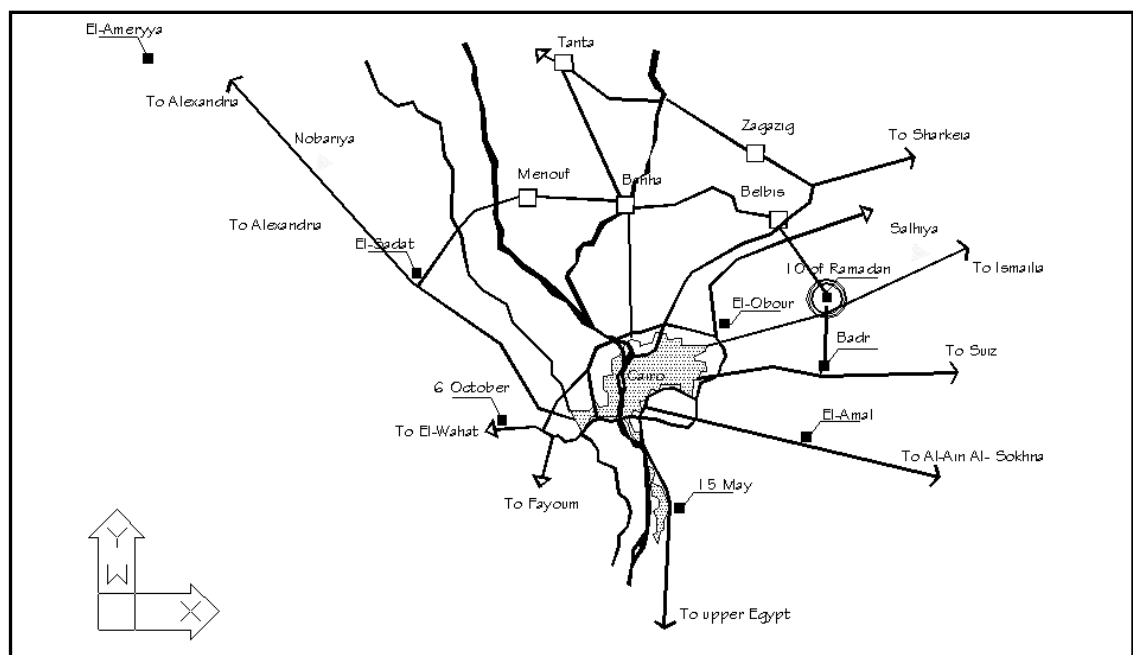 El-Ameryya
Tanta
To Alexandria
Zagazig
To Sharkeia
Nobariya
Menouf
Banha
Belbis
To Alexandria
Salhiya
El-Sadat
10 of Ramadan
To Ismailia
El-Obour
Badr
To Suiz
Cairo
6 October
El-Amal
To El-Wahat
To Al-Ain Al- Sokhna
15 May
To Fayoum
Y
W
X
To upper Egypt